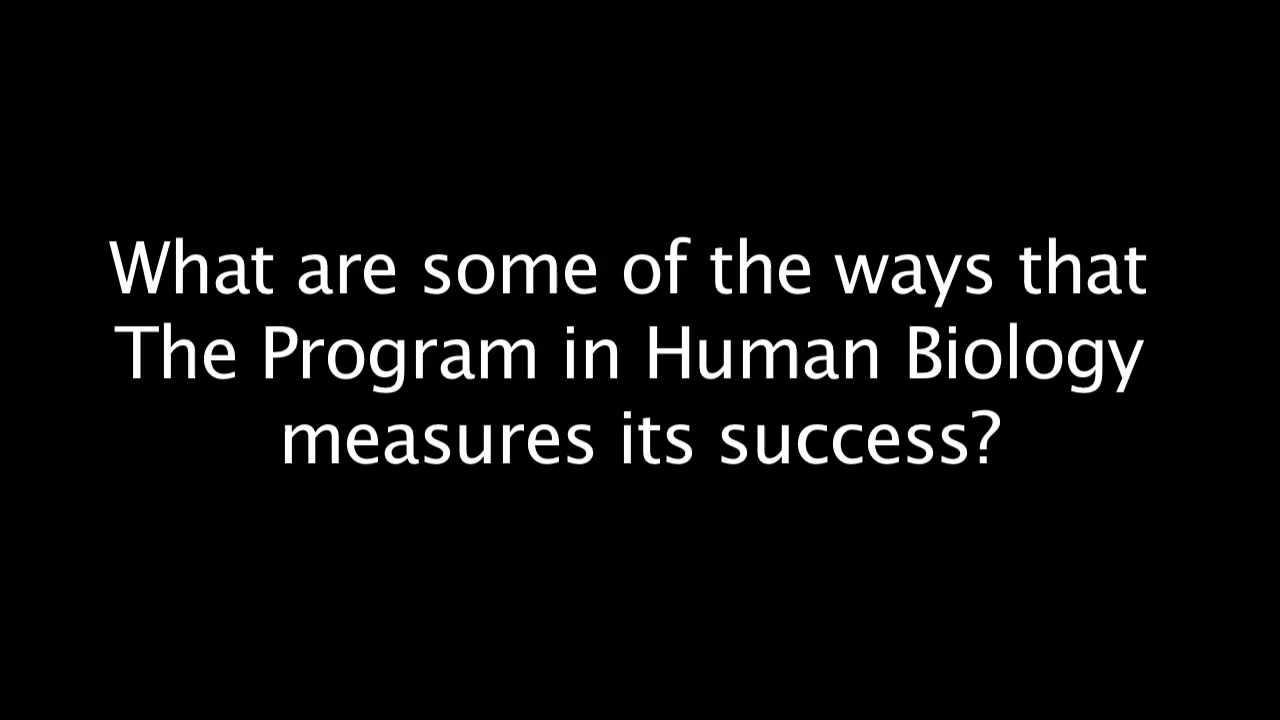 What are some of the ways that
The Program in Human Biology
measures its success?